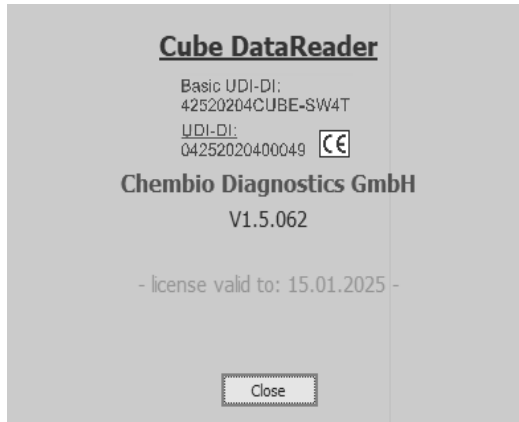 Cube DataReader
Basic UDI-DI:
42520204CUBE-SW4T
UDI-DI:
04252020400049 CE
Chembio Diagnostics GmbH
V1.5.062
- license valid to: 15.01.2025 -
Close